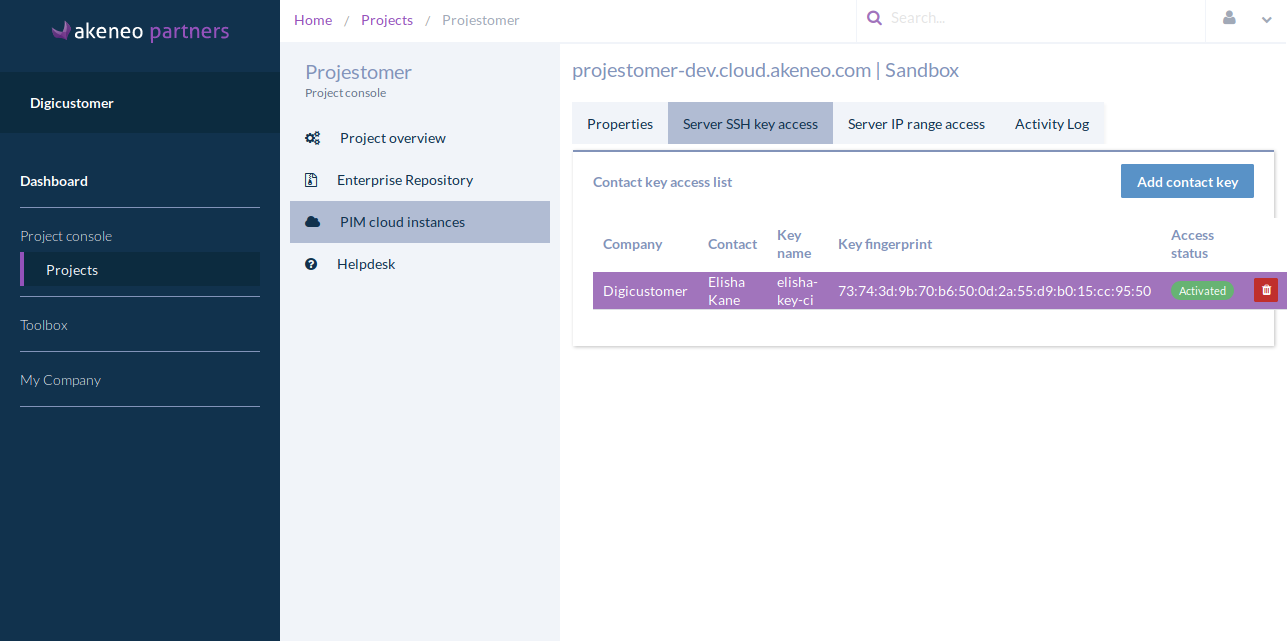 akeneo partners
Digicustomer
Dashboard
Project console
Projects
Toolbox
My Company
Home / Projects / Projestomer
Search...
Projestomer
Project console
Project overview
Enterprise Repository
PIM cloud instances
Helpdesk
projestomer-dev.cloud.akeneo.com | Sandbox
Properties
Server SSH key access
Server IP range access
Activity Log
Contact key access list
Add contact key
Company
Contact
Key
name
Key fingerprint
Access
status
Digicustomer
Elisha
Kane
elisha-
key-ci
73:74:3d:9b:70:b6:50:0d:2a:55:d9:b0:15:cc:95:50
Activated